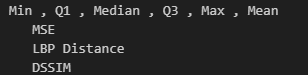 Min , Q1 , Median , Q3 , Max , Mean
MSE
LBP Distance
DSSIM